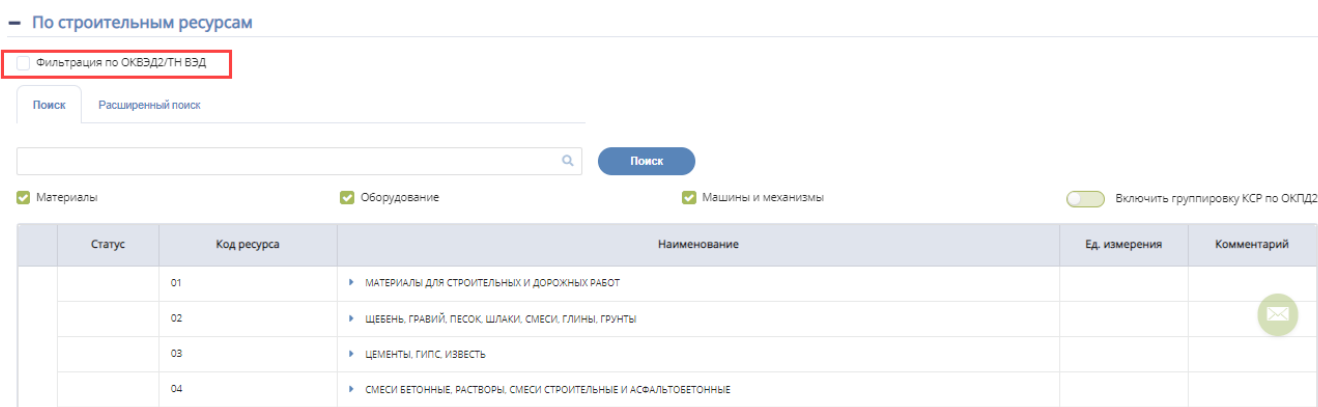 По строительным ресурсам
Фильтрация по ОКВЭД2/ТН ВЭД
Поиск Расширенный поиск
Поиск
Материалы Оборудование Машины и механизмы Включить группировку КСР по ОКПД2
Статус Код ресурса Наименование Ед. измерения Комментарий
01 МАТЕРИАЛЫ ДЛЯ СТРОИТЕЛЬНЫХ И ДОРОЖНЫХ РАБОТ
02 ЩЕБЕНЬ, ГРАВИЙ, ПЕСОК, ШЛАКИ, СМЕСИ, ГЛИНЫ, ГРУНТЫ
03 ЦЕМЕНТЫ, ГИПС, ИЗВЕСТЬ
04 СМЕСИ БЕТОННЫЕ, РАСТВОРЫ, СМЕСИ СТРОИТЕЛЬНЫЕ И АСФАЛЬТОБЕТОННЫЕ